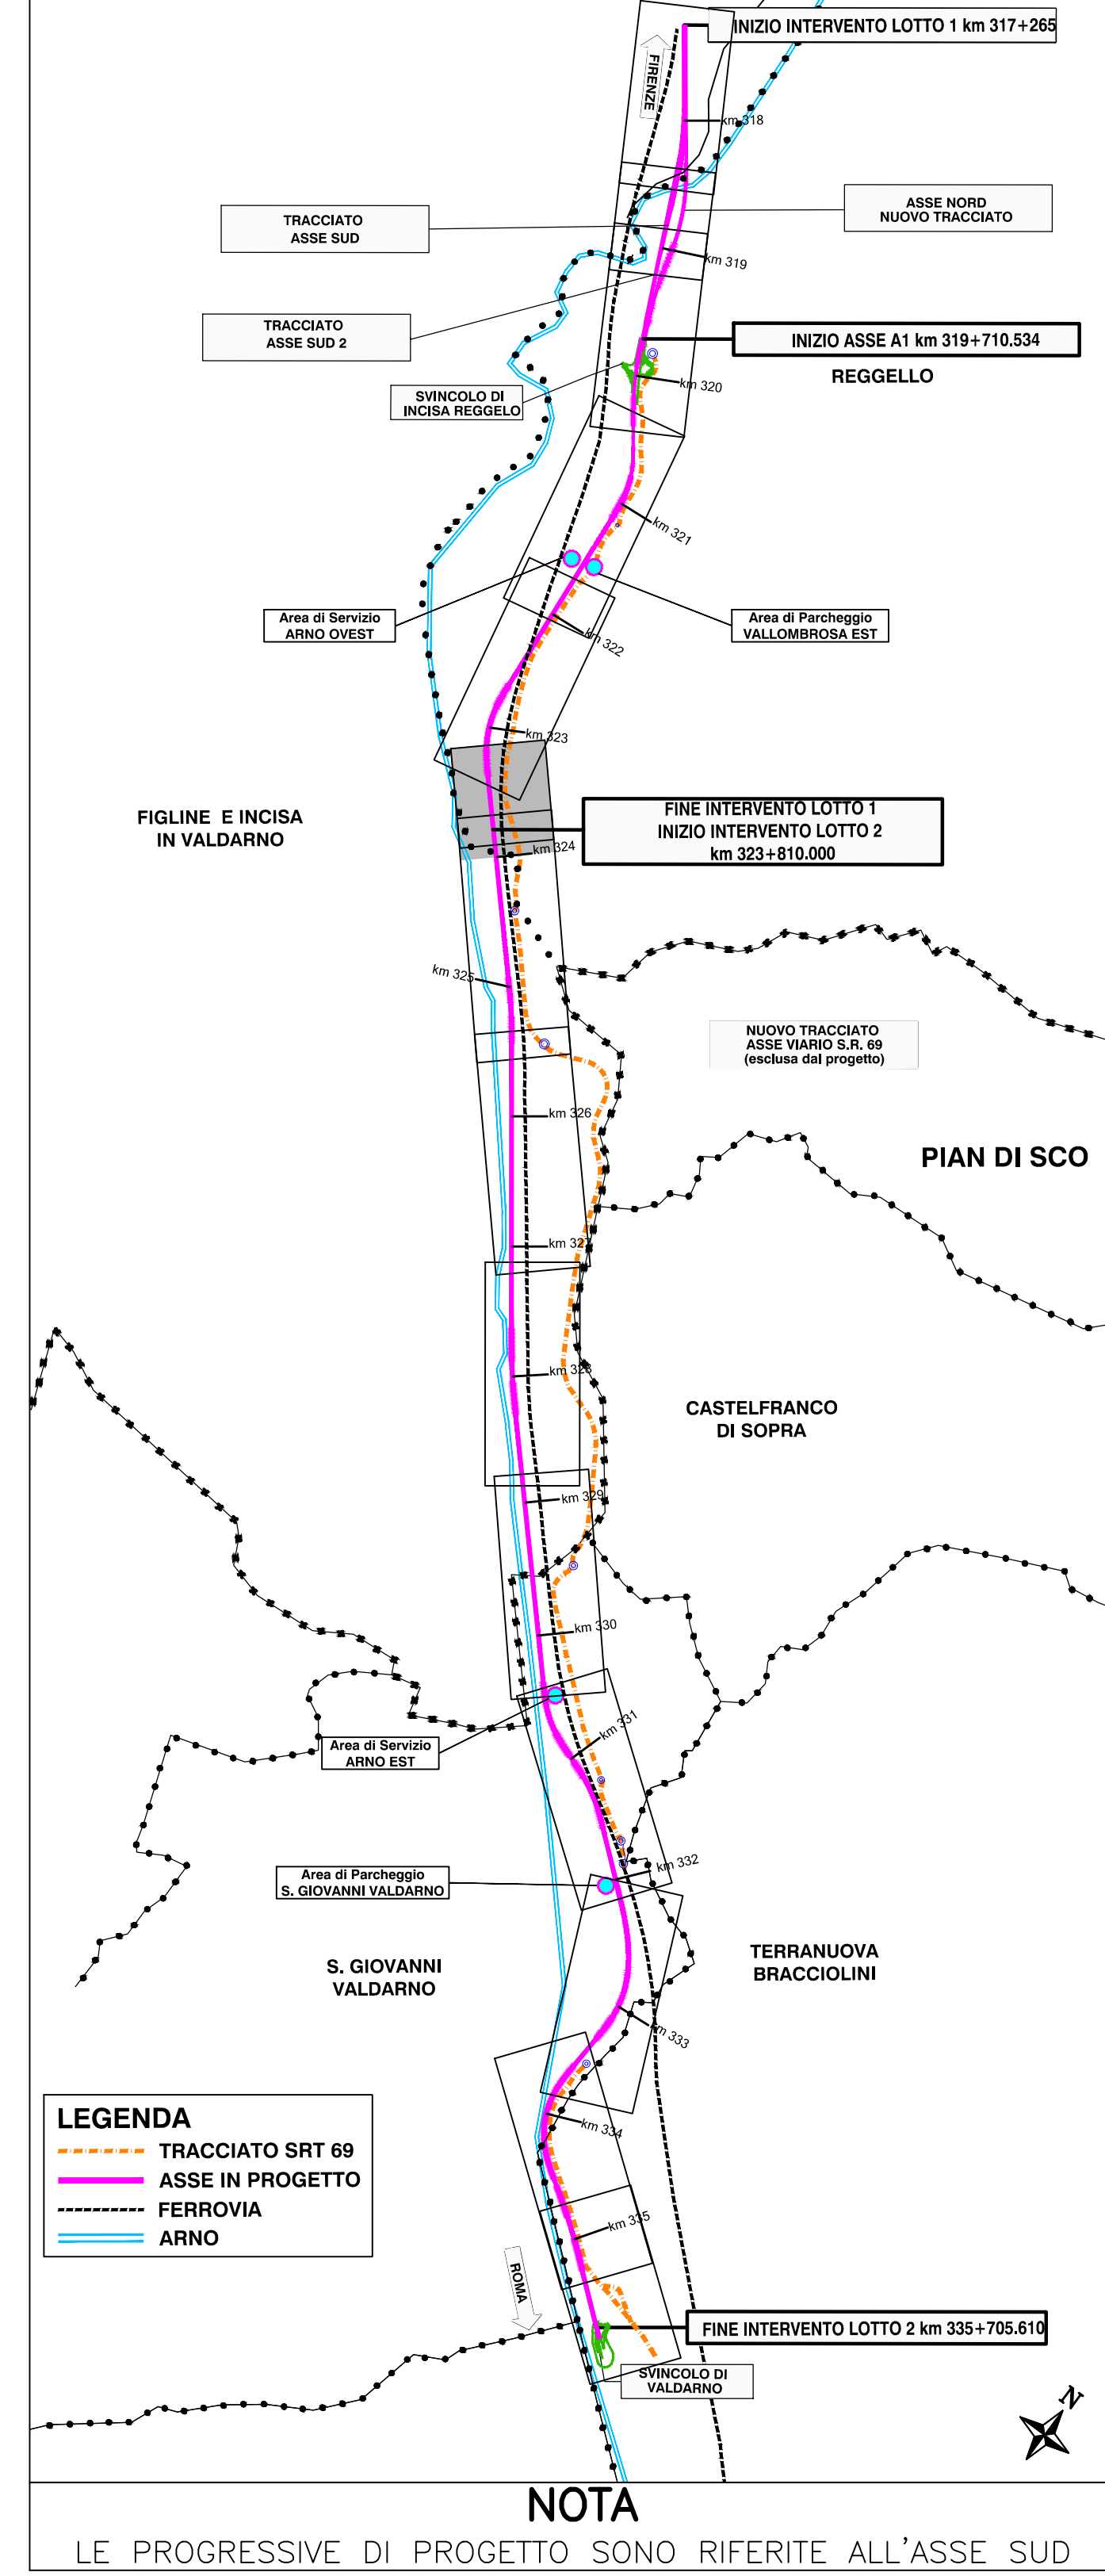 INIZIO INTERVENTO LOTTO 1 km 317+265
FIRENZE
km 318
ASSE NORD
NUOVO TRACCIATO
TRACCIATO
ASSE SUD
km 319
TRACCIATO
ASSE SUD 2
INIZIO ASSE A1 km 319+710.534
REGGELLO
km 320
SVINCOLO DI
INCISA REGGELO
km 321
Area di Servizio
ARNO OVEST
Area di Parcheggio
VALLOMBROSA EST
km 322
km 323
FIGLINE E INCISA
IN VALDARNO
FINE INTERVENTO LOTTO 1
INIZIO INTERVENTO LOTTO 2
km 323+810.000
km 324
km 325
NUOVO TRACCIATO
ASSE VIARIO S.R. 69
(esclusa dal progetto)
km 326
PIAN DI SCO
km 327
km 328
CASTELFRANCO
DI SOPRA
km 329
km 330
km 331
Area di Servizio
ARNO EST
km 332
Area di Parcheggio
S. GIOVANNI VALDARNO
TERRANUOVA
BRACCIOLINI
S. GIOVANNI
VALDARNO
km 333
km 334
LEGENDA
TRACCIATO SRT 69
ASSE IN PROGETTO
FERROVIA
ARNO
km 335
ROMA
FINE INTERVENTO LOTTO 2 km 335+705.610
SVINCOLO DI
VALDARNO
N
NOTA
LE PROGRESSIVE DI PROGETTO SONO RIFERITE ALL'ASSE SUD